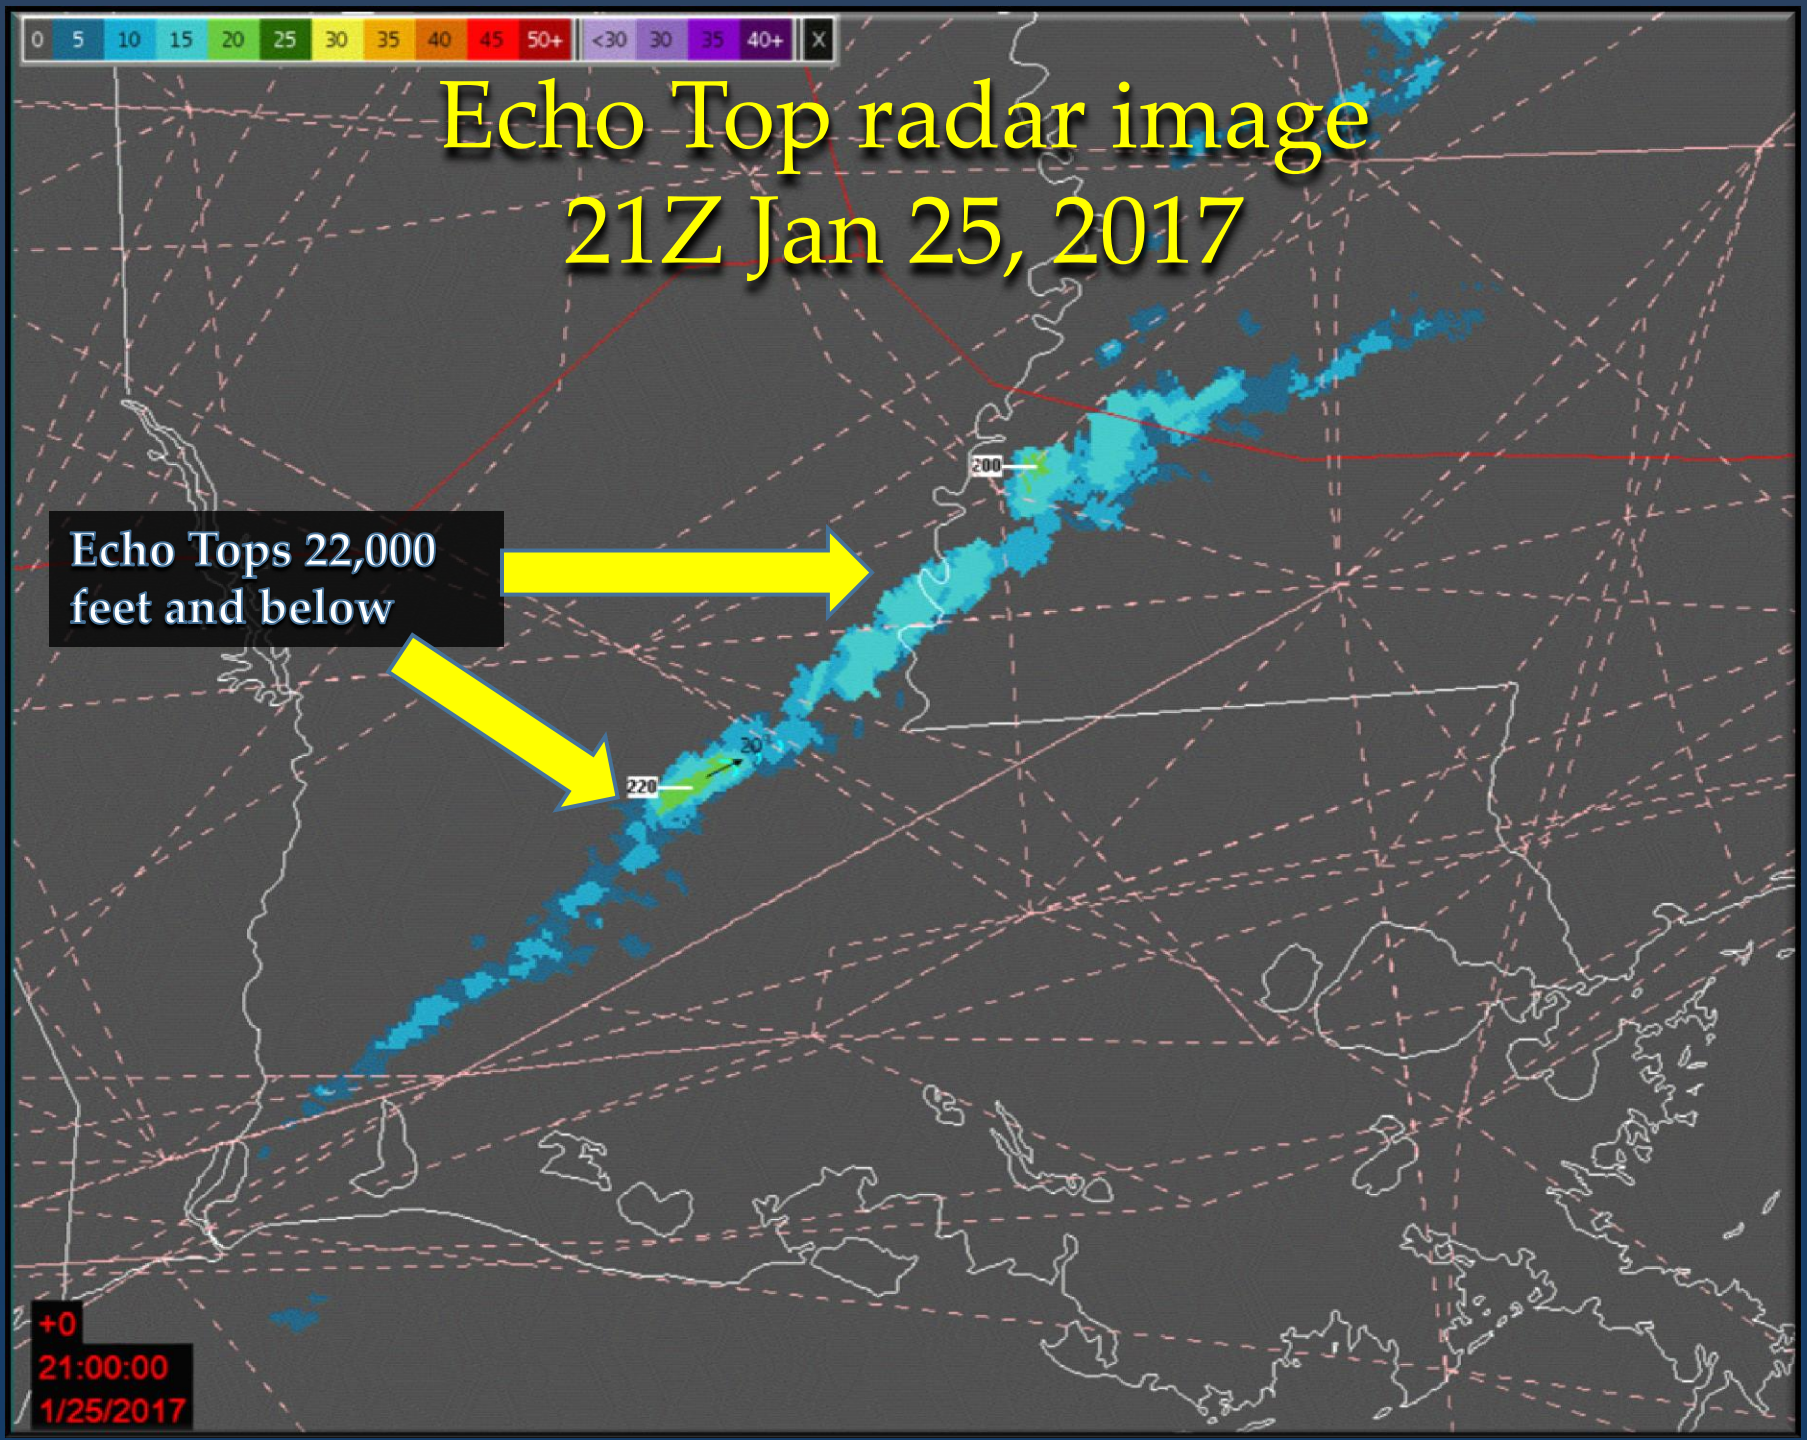 0 5 10 15 20 25 30 35 40 45 50+ <30 30 35 40+ X
Echo Top radar image
21Z Jan 25, 2017
200
Echo Tops 22,000
feet and below
20
220
+0
21:00:00
1/25/2017